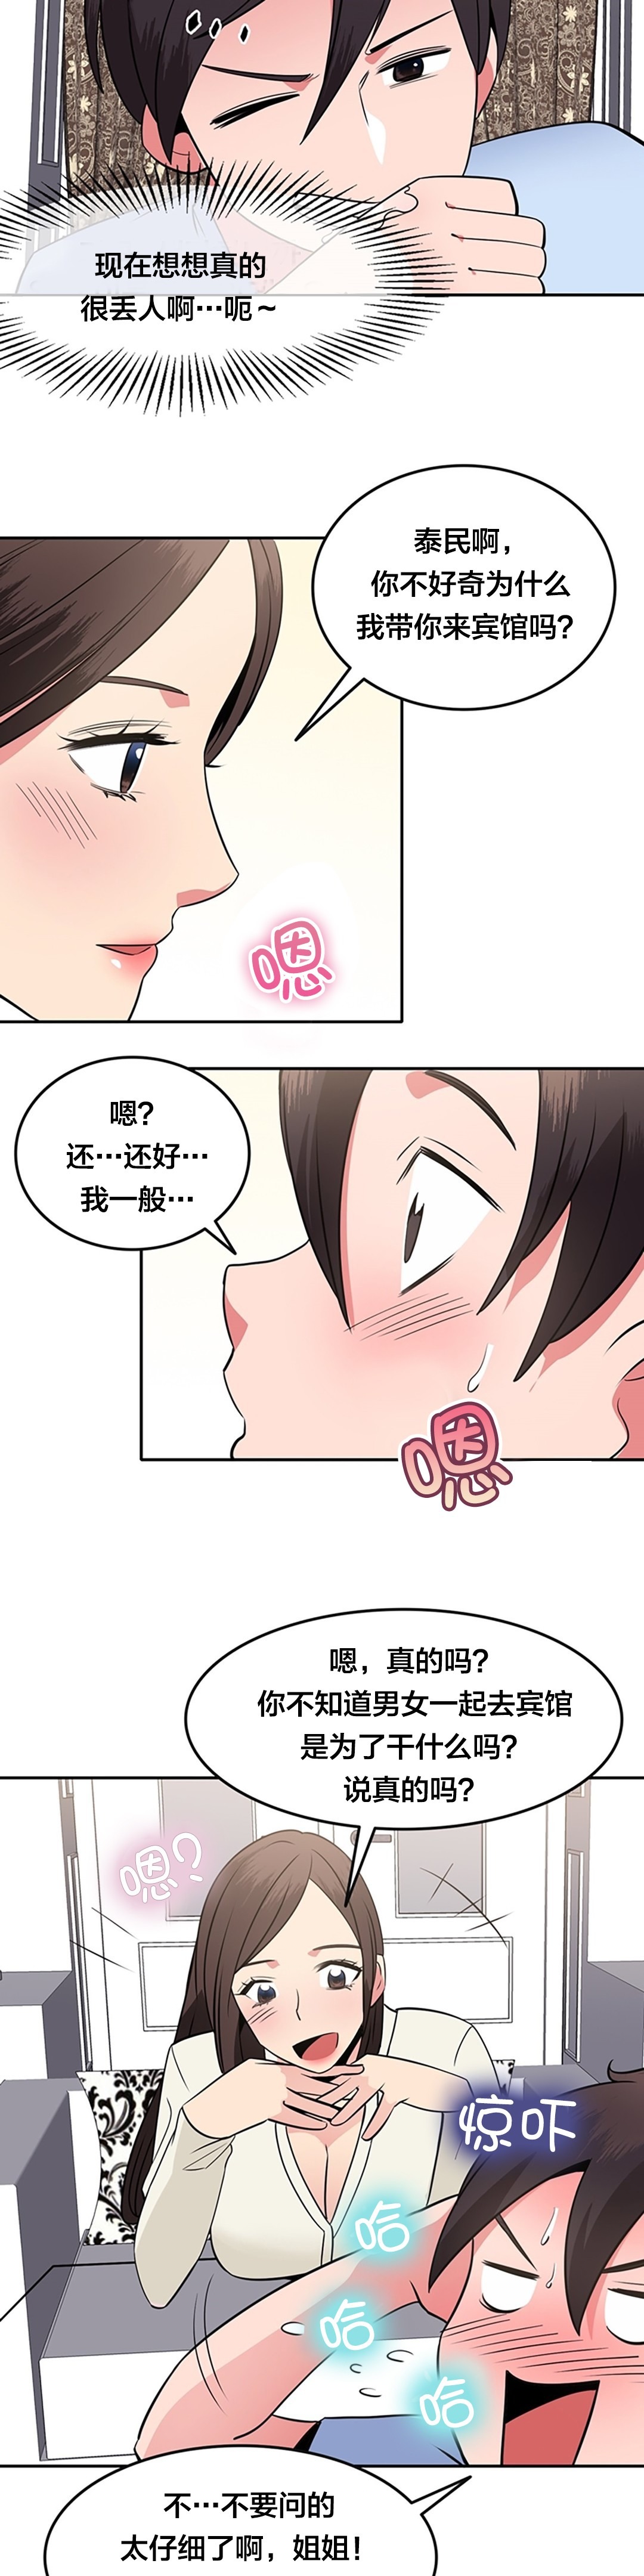 现在想想真的
很丢人啊…呃~
泰民啊，
你不好奇为什么
我带你来宾馆吗？
嗯
嗯？
还…还好…
我一般…
嗯
嗯，真的吗？
你不知道男女一起去宾馆
是为了干什么吗？
说真的吗？
嗯？
惊吓
哈
哈
哈
不…不要问的
太仔细了啊，姐姐！